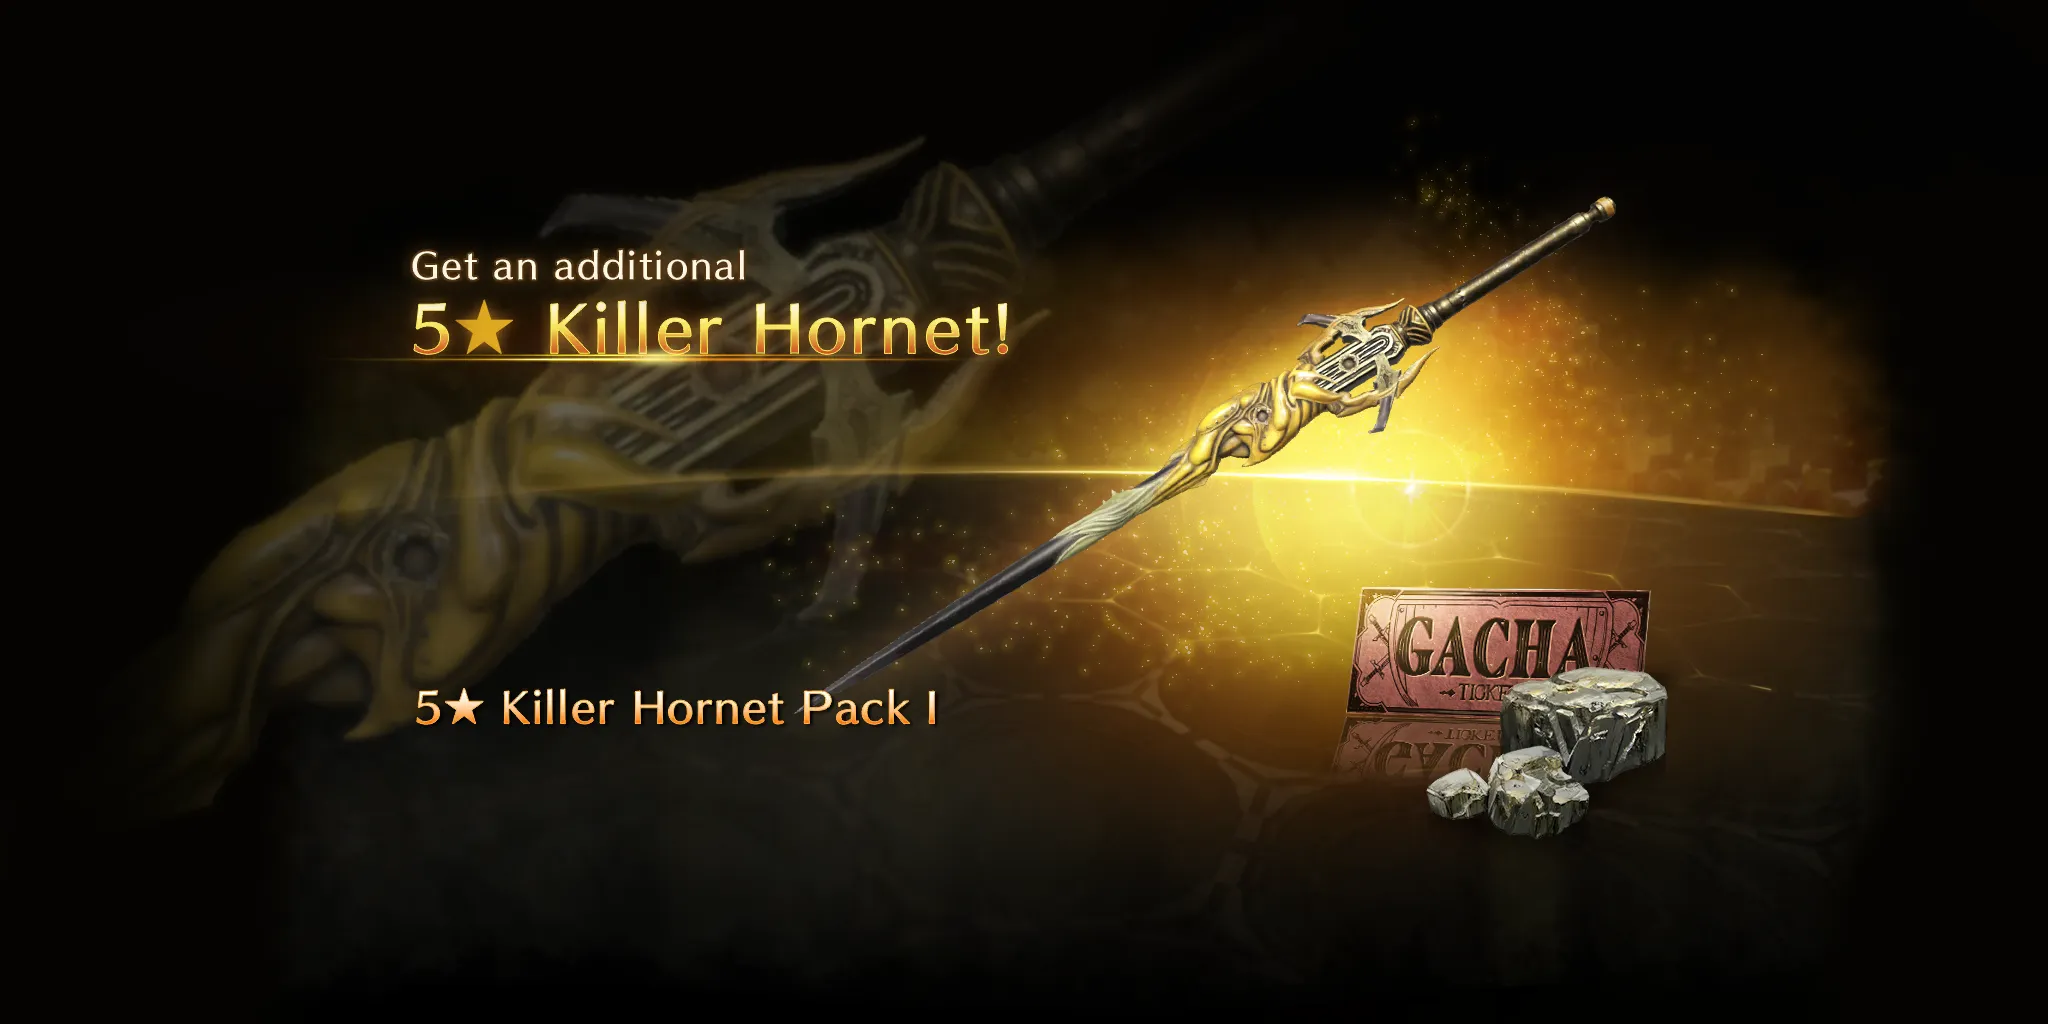 Get an additional
5★ Killer Hornet!
GACHA
5★ Killer Hornet Pack I